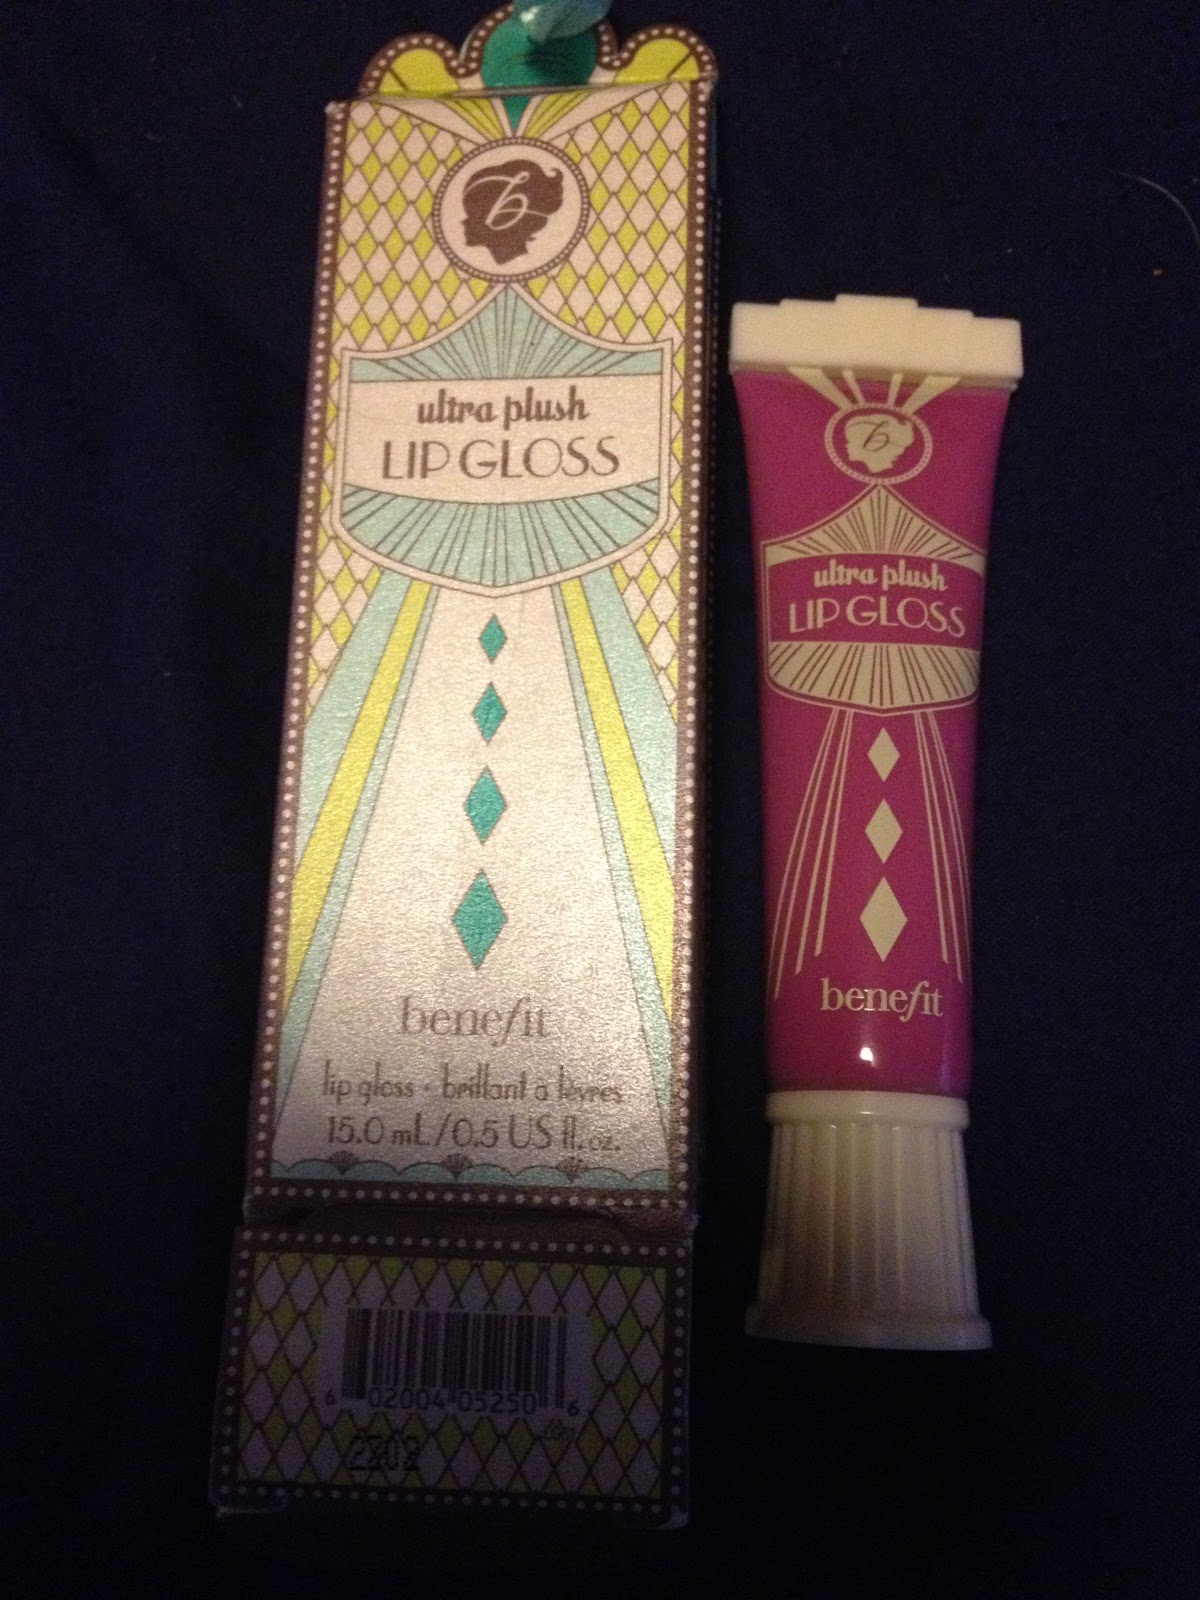 b
ultra plush
LIP GLOSS
benefit
lip gloss • brillant à lèvres
15.0 mL/0.5 US fl. oz.
6 02004 05250 6
b
ultra plush
LIP GLOSS
benefit